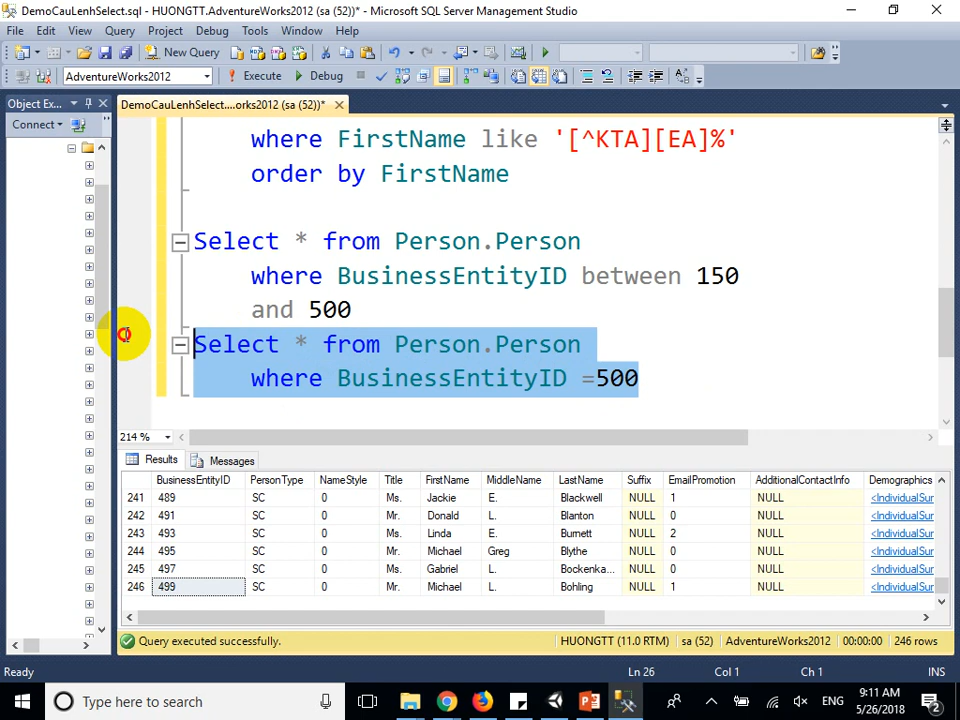 DemoCauLenhSelect.sql - HUONGTT.AdventureWorks2012 (sa (52))* - Microsoft SQL Server Management Studio
File Edit View Query Project Debug Tools Window Help
New Query
AdventureWorks2012 Execute Debug
Object Ex...
DemoCauLenhSelect....orks2012 (sa (52))*
Connect
where FirstName like '[^KTA][EA]%'
order by FirstName
Select * from Person.Person
where BusinessEntityID between 150
and 500
Select * from Person.Person
where BusinessEntityID =500
214 %
Results Messages
BusinessEntityID PersonType NameStyle Title FirstName MiddleName LastName Suffix EmailPromotion AdditionalContactInfo Demographics
241 489 SC 0 Ms. Jackie E. Blackwell NULL 1 NULL <IndividualSur
242 491 SC 0 Mr. Donald L. Blanton NULL 0 NULL <IndividualSur
243 493 SC 0 Ms. Linda E. Burnett NULL 2 NULL <IndividualSur
244 495 SC 0 Mr. Michael Greg Blythe NULL 0 NULL <IndividualSur
245 497 SC 0 Ms. Gabriel L. Bockenka... NULL 0 NULL <IndividualSur
246 499 SC 0 Mr. Michael L. Bohling NULL 1 NULL <IndividualSur
Query executed successfully. HUONGTT (11.0 RTM) sa (52) AdventureWorks2012 00:00:00 246 rows
Ready Ln 26 Col 1 Ch 1 INS
Type here to search
ENG
9:11 AM
5/26/2018
2